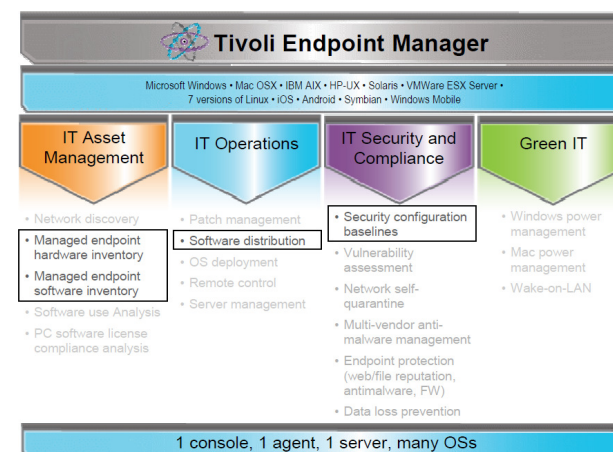 Tivoli Endpoint Manager
Microsoft Windows • Mac OSX • IBM AIX • HP-UX • Solaris • VMWare ESX Server •
7 versions of Linux • iOS • Android • Symbian • Windows Mobile
IT Asset
Management
• Network discovery
• Managed endpoint
hardware inventory
• Managed endpoint
software inventory
• Software use Analysis
• PC software license
compliance analysis
IT Operations
• Patch management
• Software distribution
• OS deployment
• Remote control
• Server management
IT Security and
Compliance
• Security configuration
baselines
• Vulnerability
assessment
• Network self-
quarantine
• Multi-vendor anti-
malware management
• Endpoint protection
(web/file reputation,
antimalware, FW)
• Data loss prevention
Green IT
• Windows power
management
• Mac power
management
• Wake-on-LAN
1 console, 1 agent, 1 server, many OSs